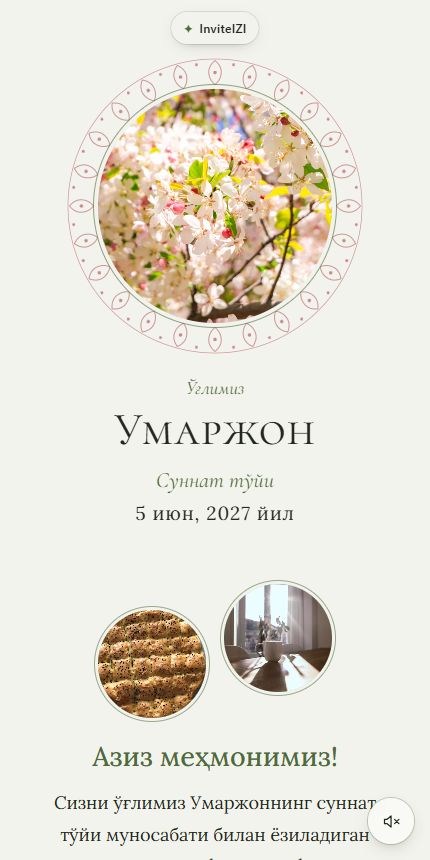 InviteIZI
Ўғлимиз
Умаржон
Суннат тўйи
5 июн, 2027 йил
Азиз меҳмонимиз!
Сизни ўғлимиз Умаржоннинг суннат
тўйи муносабати билан ёзиладиган